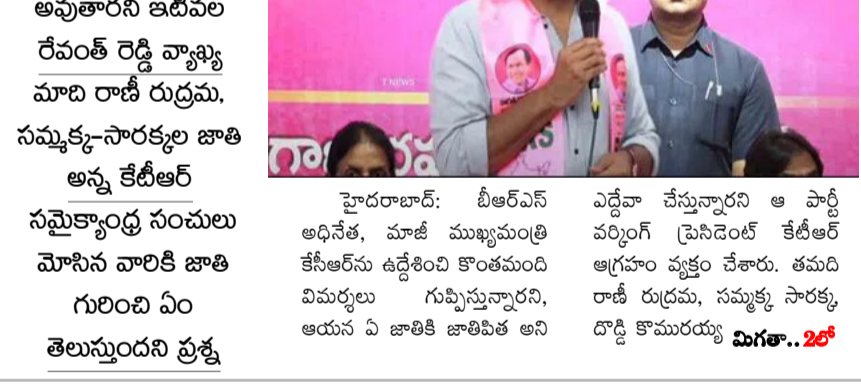 అవుతారని ఇటీవల
రేవంత్ రెడ్డి వ్యాఖ్య
మాది రాణీ రుద్రమ,
సమ్మక్క-సారక్కల జాతి
అన్న కేటీఆర్
సమైక్యాంధ్ర సంచులు
మోసిన వారికి జాతి
గురించి ఏం
తెలుస్తుందని ప్రశ్న
T NEWS
హైదరాబాద్: బీఆర్ఎస్
అధినేత, మాజీ ముఖ్యమంత్రి
కేసీఆర్‌ను ఉద్దేశించి కొంతమంది
విమర్శలు గుప్పిస్తున్నారని,
ఆయన ఏ జాతికి జాతిపిత అని
ఎద్దేవా చేస్తున్నారని ఆ పార్టీ
వర్కింగ్ ప్రెసిడెంట్ కేటీఆర్
ఆగ్రహం వ్యక్తం చేశారు. తమది
రాణీ రుద్రమ, సమ్మక్క సారక్క,
దొడ్డి కొమురయ్య మిగతా..2లో